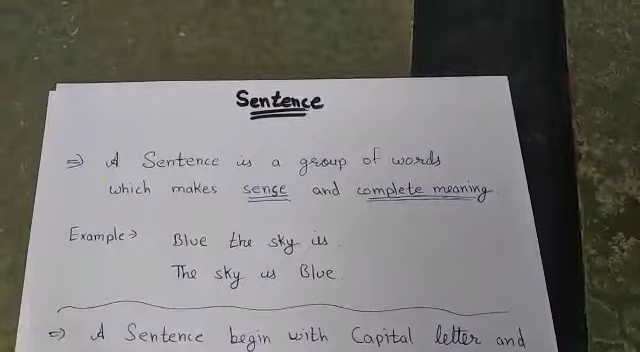 Sentence
⇒ A Sentence is a group of words
which makes sense and complete meaning.
Example → Blue the sky is.
The sky is Blue.
⇒ A Sentence begin with Capital letter and